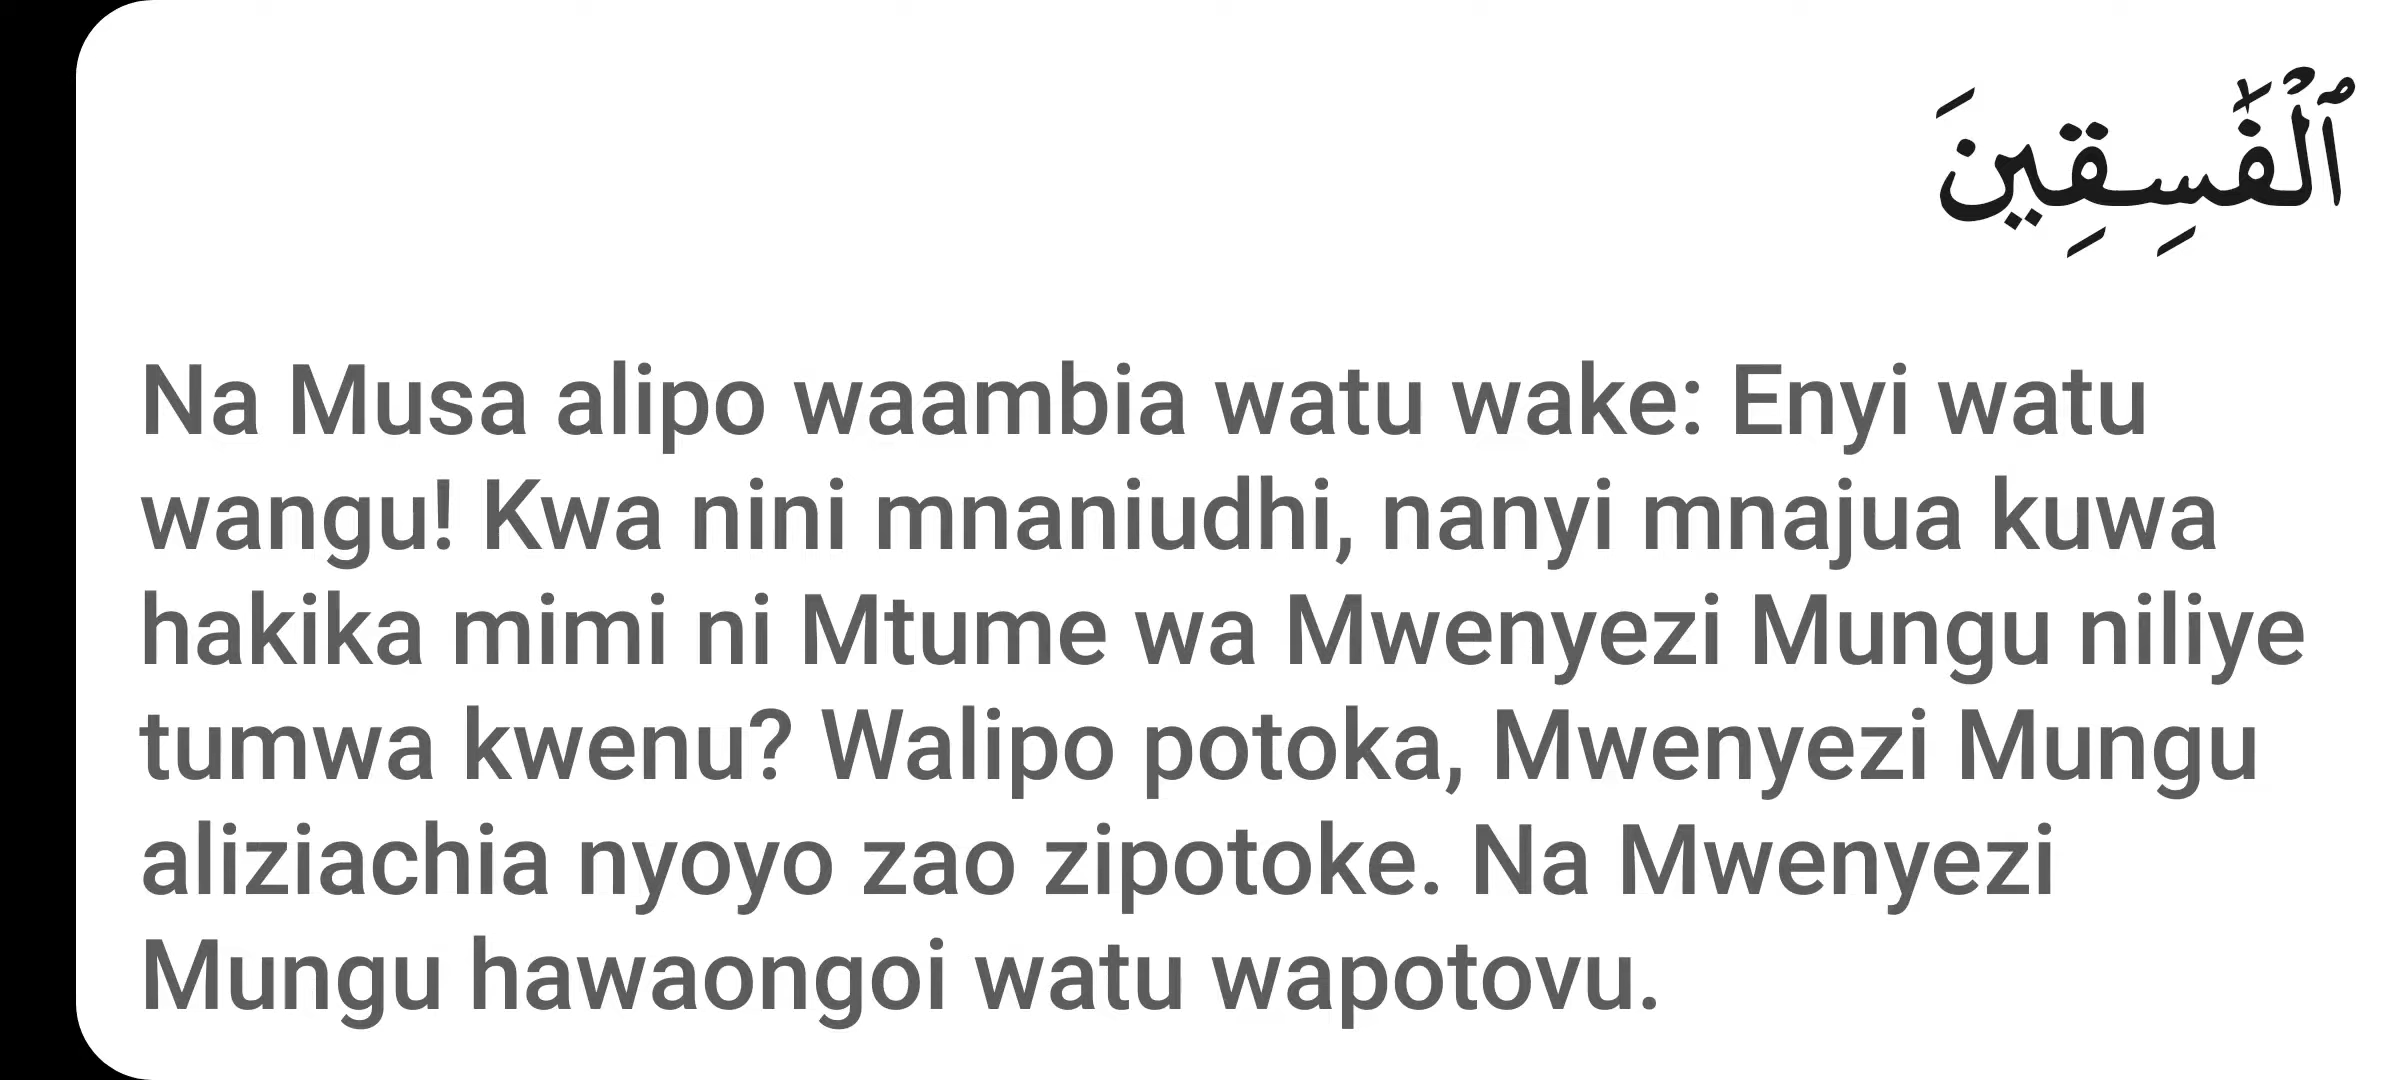 ٱلْفَٰسِقِينَ
Na Musa alipo waambia watu wake: Enyi watu
wangu! Kwa nini mnaniudhi, nanyi mnajua kuwa
hakika mimi ni Mtume wa Mwenyezi Mungu niliye
tumwa kwenu? Walipo potoka, Mwenyezi Mungu
aliziachia nyoyo zao zipotoke. Na Mwenyezi
Mungu hawaongoi watu wapotovu.